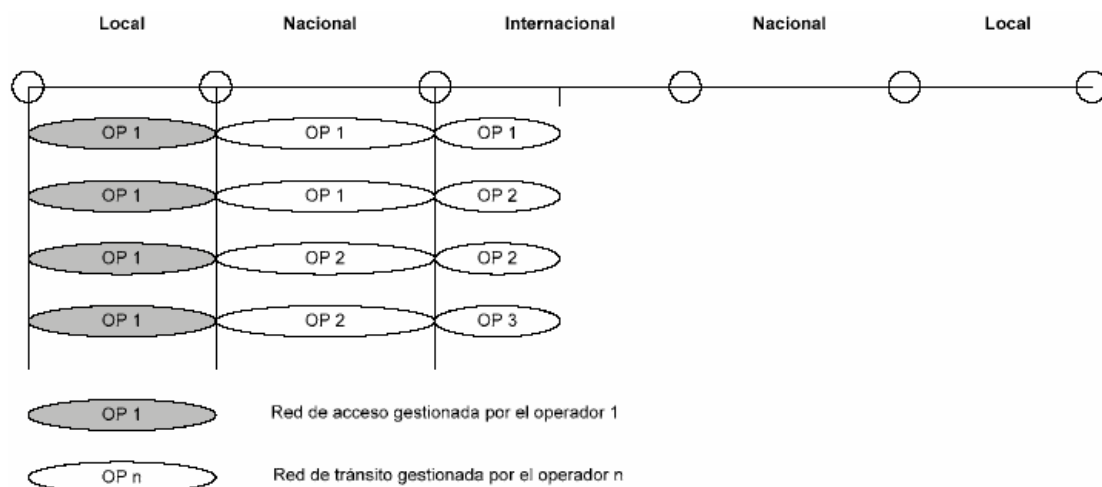 Local Nacional Internacional Nacional Local
OP 1 OP 1 OP 1
OP 1 OP 1 OP 2
OP 1 OP 2 OP 2
OP 1 OP 2 OP 3
OP 1 Red de acceso gestionada por el operador 1
OP n Red de tránsito gestionada por el operador n